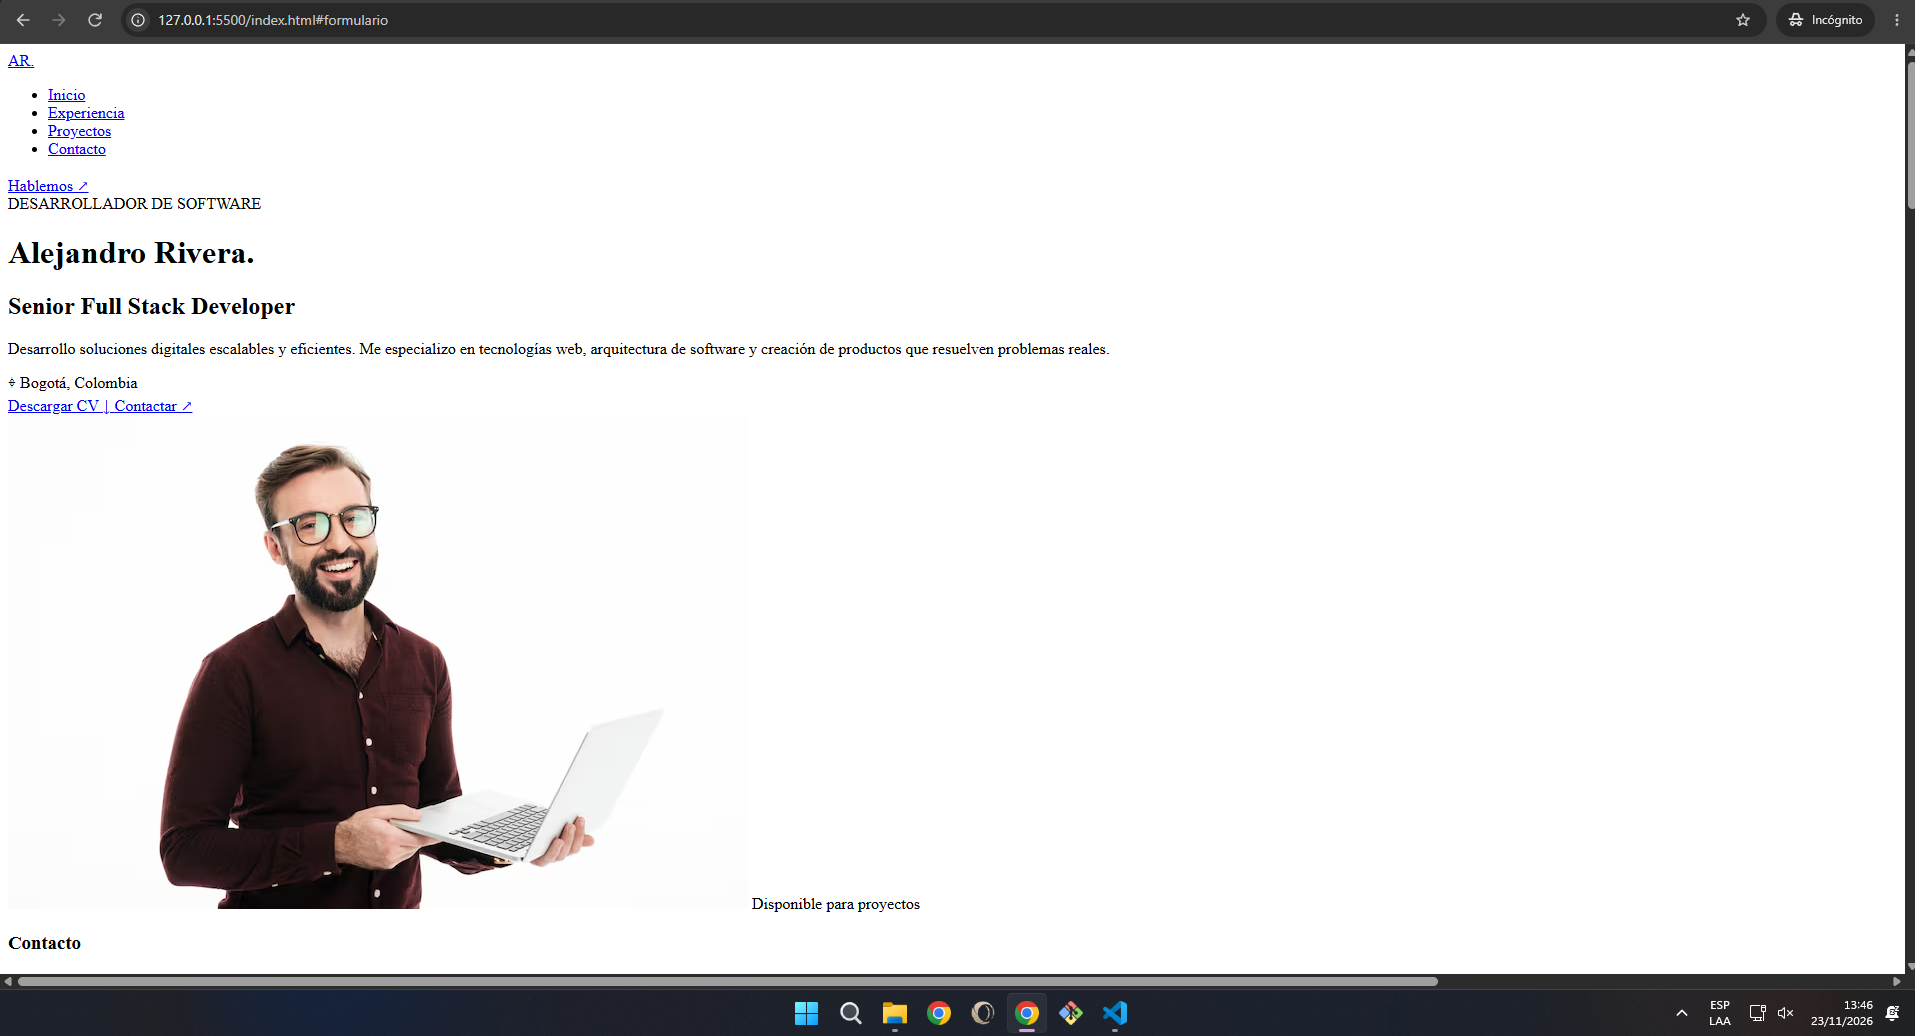 127.0.0.1:5500/index.html#formulario
Incógnito
AR.
Inicio
Experiencia
Proyectos
Contacto
Hablemos ↗
DESARROLLADOR DE SOFTWARE
Alejandro Rivera.
Senior Full Stack Developer
Desarrollo soluciones digitales escalables y eficientes. Me especializo en tecnologías web, arquitectura de software y creación de productos que resuelven problemas reales.
⌖ Bogotá, Colombia
Descargar CV ↓ Contactar ↗
Disponible para proyectos
Contacto
ESP
LAA
13:46
23/11/2026